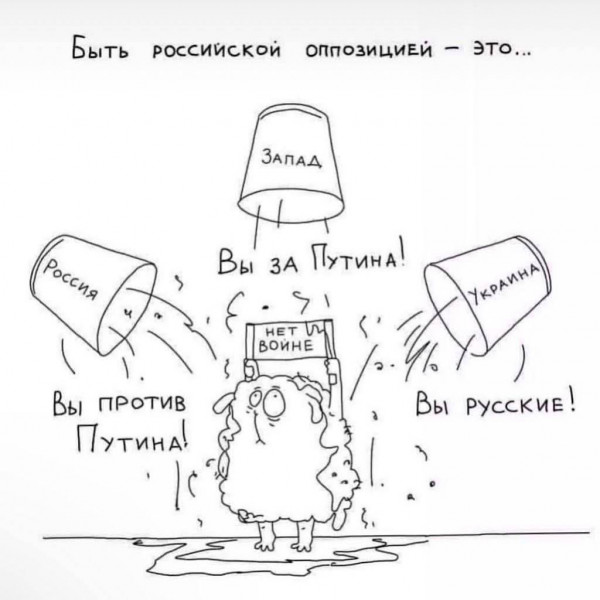 Быть российской оппозицией – это...
Запад
Вы за Путина!
Россия
Украина
нет
войне
Вы против
Путина!
Вы русские!